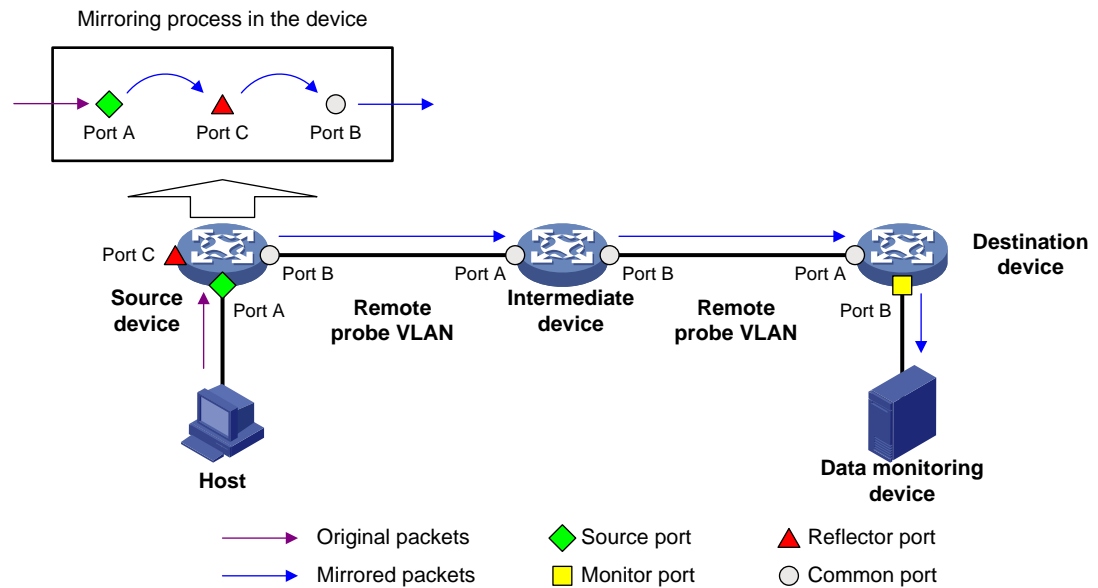 Mirroring process in the device
Port A
Port C
Port B
Port C
Port B
Port A
Port B
Port A
Destination
device
Source
device
Port A
Remote
probe VLAN
Intermediate
device
Remote
probe VLAN
Port B
Host
Data monitoring
device
Original packets
Source port
Reflector port
Mirrored packets
Monitor port
Common port